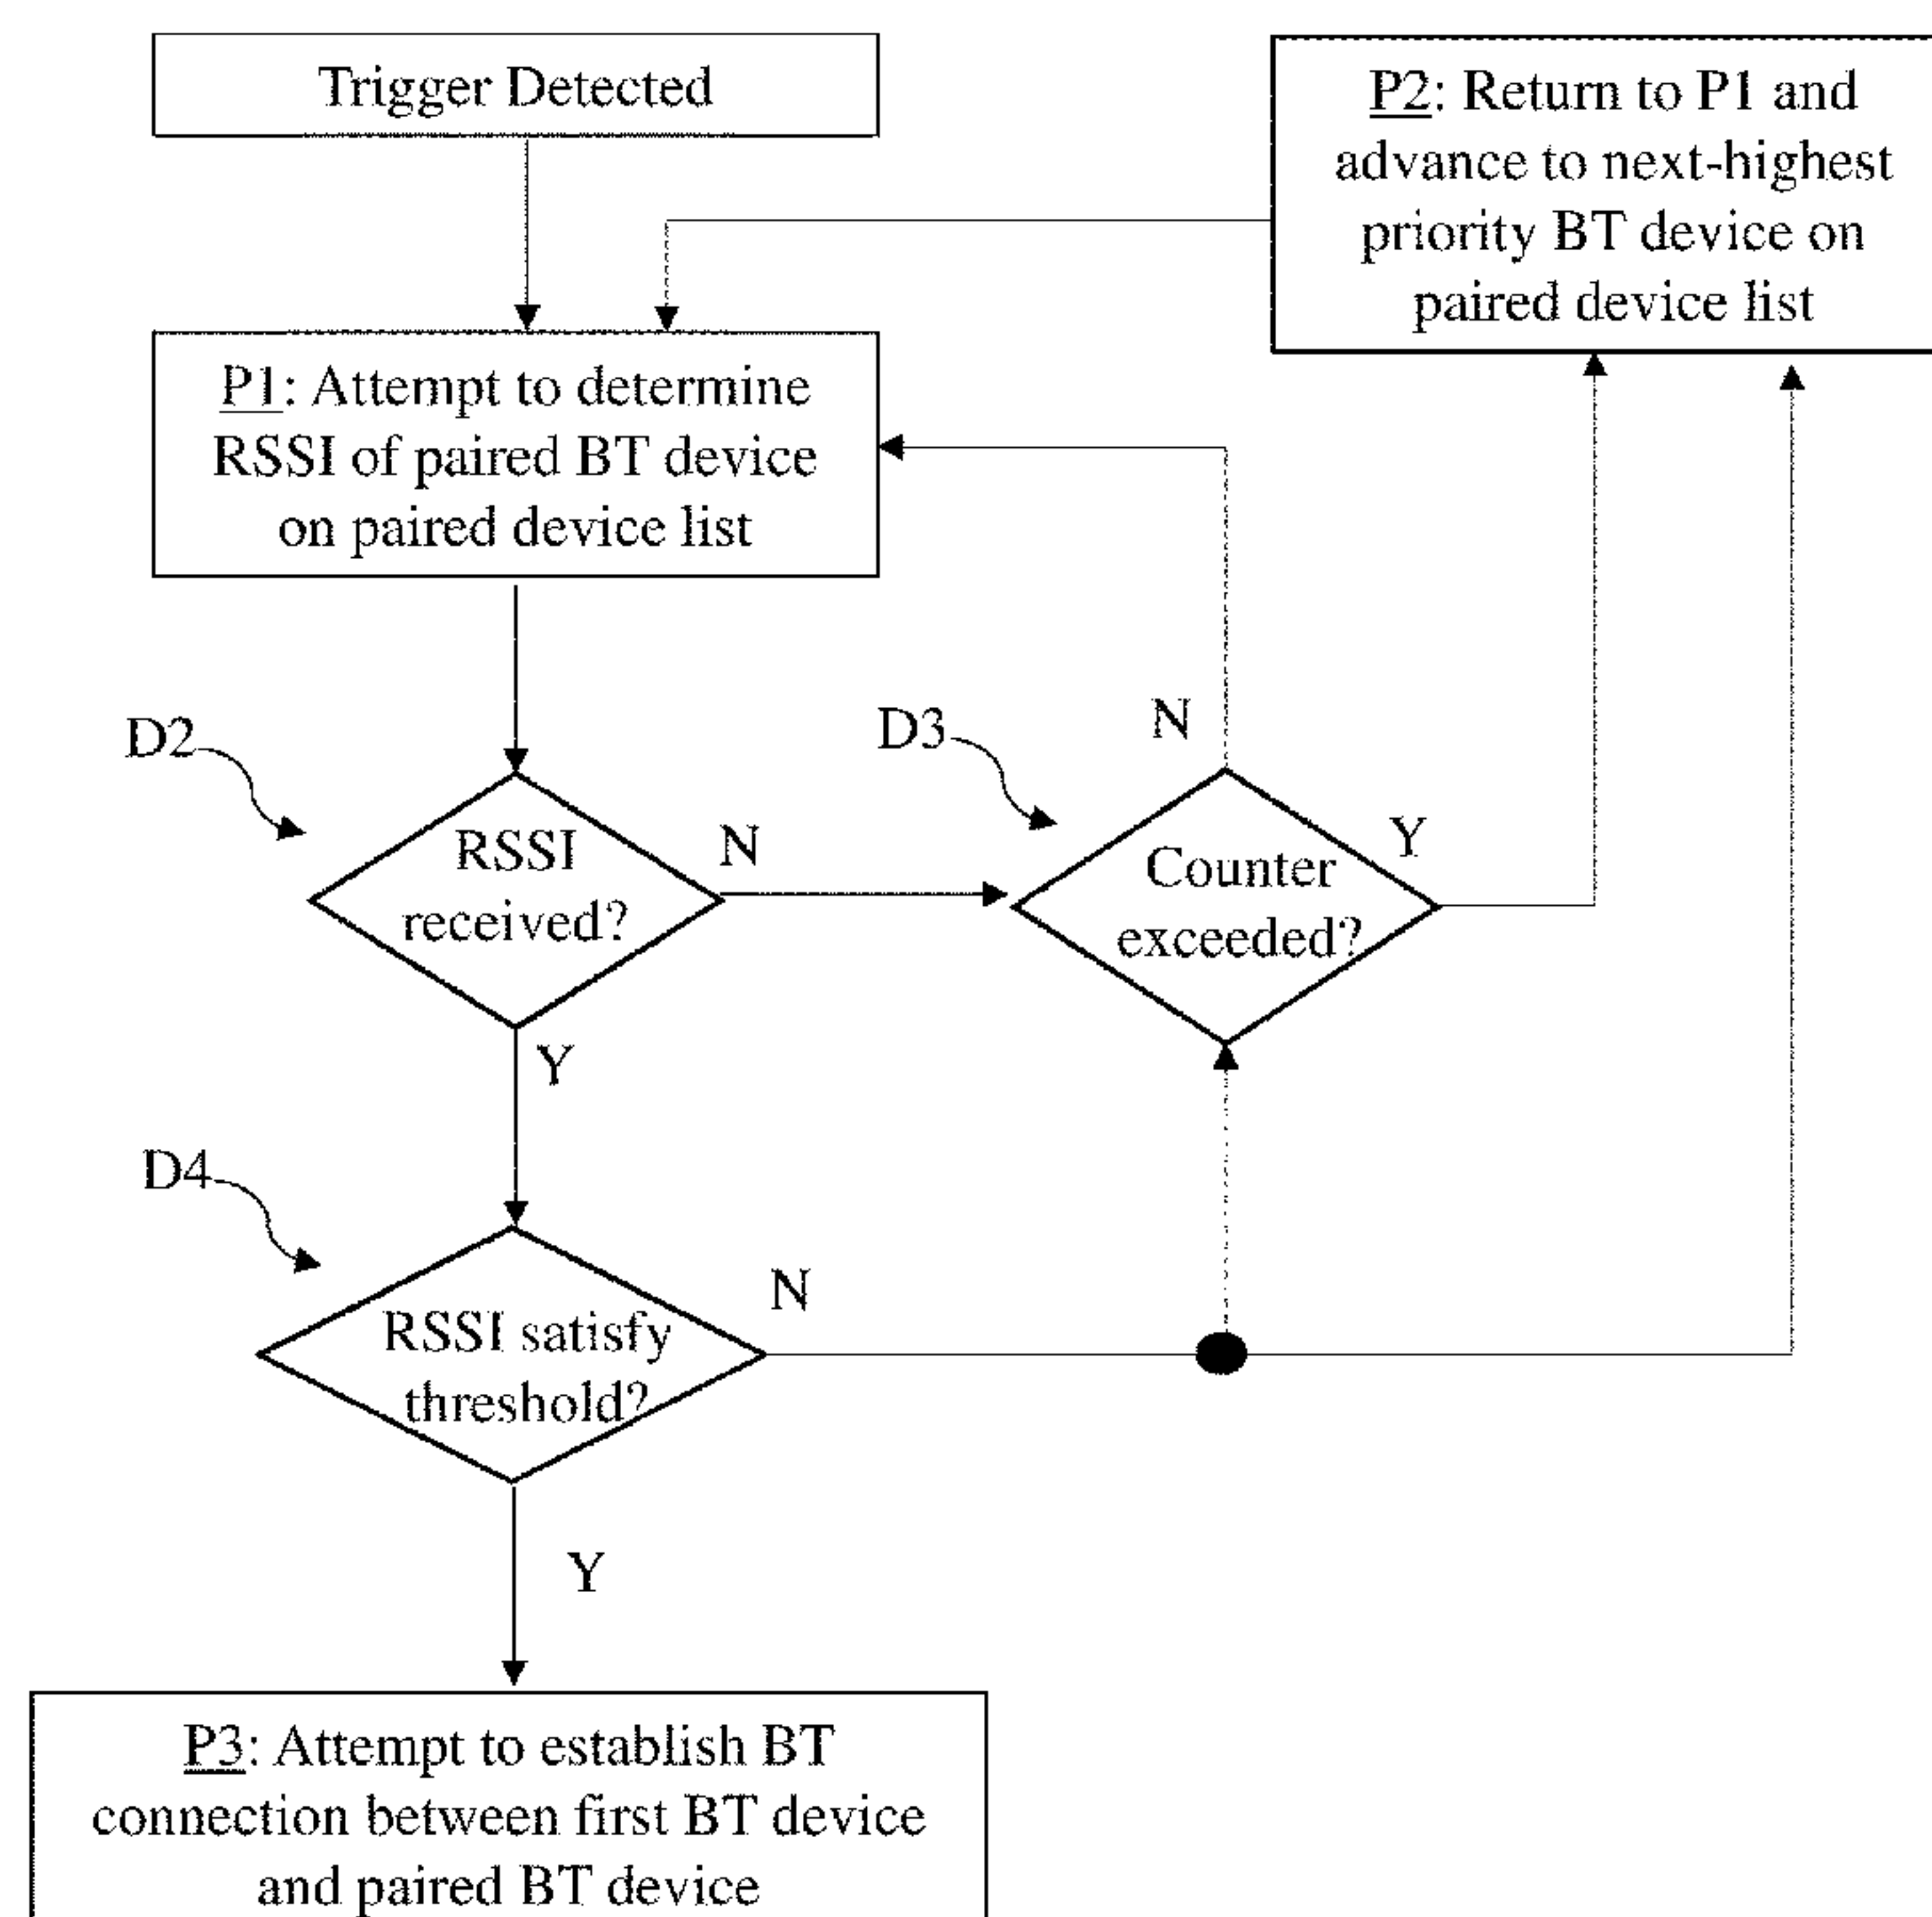 Trigger Detected
P2: Return to P1 and
advance to next-highest
priority BT device on
paired device list
P1: Attempt to determine
RSSI of paired BT device
on paired device list
D2
D3
N
RSSI
received?
N
Counter
exceeded?
Y
Y
D4
RSSI satisfy
threshold?
N
Y
P3: Attempt to establish BT
connection between first BT device
and paired BT device